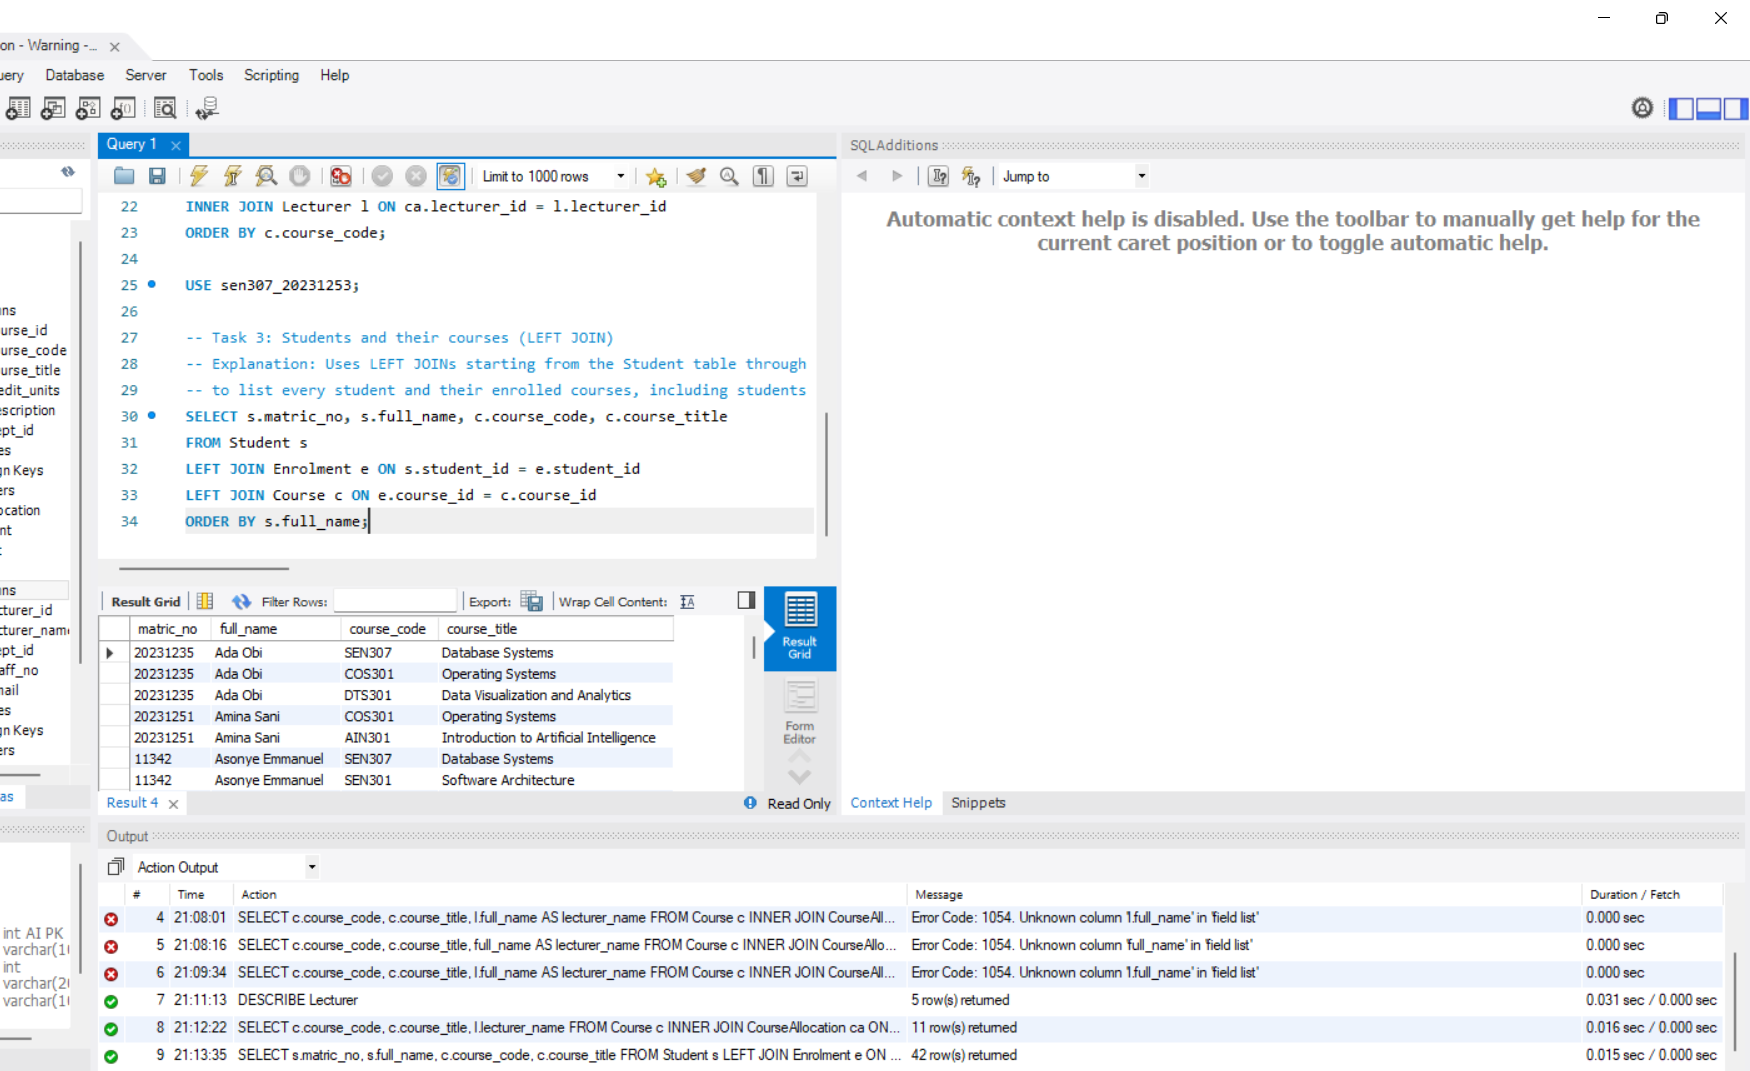 on - Warning -...
uery Database Server Tools Scripting Help
Query 1
SQLAdditions
Limit to 1000 rows
Jump to
Automatic context help is disabled. Use the toolbar to manually get help for the
current caret position or to toggle automatic help.
22 INNER JOIN Lecturer l ON ca.lecturer_id = l.lecturer_id
23 ORDER BY c.course_code;
24
25 USE sen307_20231253;
26
27 -- Task 3: Students and their courses (LEFT JOIN)
28 -- Explanation: Uses LEFT JOINs starting from the Student table through
29 -- to list every student and their enrolled courses, including students
30 SELECT s.matric_no, s.full_name, c.course_code, c.course_title
31 FROM Student s
32 LEFT JOIN Enrolment e ON s.student_id = e.student_id
33 LEFT JOIN Course c ON e.course_id = c.course_id
34 ORDER BY s.full_name;
ns
urse_id
urse_code
urse_title
edit_units
escription
ept_id
es
gn Keys
ers
ocation
nt
t
ns
cturer_id
cturer_nam
ept_id
aff_no
nail
es
gn Keys
ers
as
int AI PK
varchar(10
int
varchar(20
varchar(10
Result Grid Filter Rows: Export: Wrap Cell Content:
matric_no full_name course_code course_title
20231235 Ada Obi SEN307 Database Systems
20231235 Ada Obi COS301 Operating Systems
20231235 Ada Obi DTS301 Data Visualization and Analytics
20231251 Amina Sani COS301 Operating Systems
20231251 Amina Sani AIN301 Introduction to Artificial Intelligence
11342 Asonye Emmanuel SEN307 Database Systems
11342 Asonye Emmanuel SEN301 Software Architecture
Result
Grid
Form
Editor
Result 4
Read Only
Context Help Snippets
Output
Action Output
# Time Action Message Duration / Fetch
4 21:08:01 SELECT c.course_code, c.course_title, l.full_name AS lecturer_name FROM Course c INNER JOIN CourseAll... Error Code: 1054. Unknown column 'l.full_name' in 'field list' 0.000 sec
5 21:08:16 SELECT c.course_code, c.course_title, full_name AS lecturer_name FROM Course c INNER JOIN CourseAllo... Error Code: 1054. Unknown column 'full_name' in 'field list' 0.000 sec
6 21:09:34 SELECT c.course_code, c.course_title, l.full_name AS lecturer_name FROM Course c INNER JOIN CourseAll... Error Code: 1054. Unknown column 'l.full_name' in 'field list' 0.000 sec
7 21:11:13 DESCRIBE Lecturer 5 row(s) returned 0.031 sec / 0.000 sec
8 21:12:22 SELECT c.course_code, c.course_title, l.lecturer_name FROM Course c INNER JOIN CourseAllocation ca ON... 11 row(s) returned 0.016 sec / 0.000 sec
9 21:13:35 SELECT s.matric_no, s.full_name, c.course_code, c.course_title FROM Student s LEFT JOIN Enrolment e ON ... 42 row(s) returned 0.015 sec / 0.000 sec